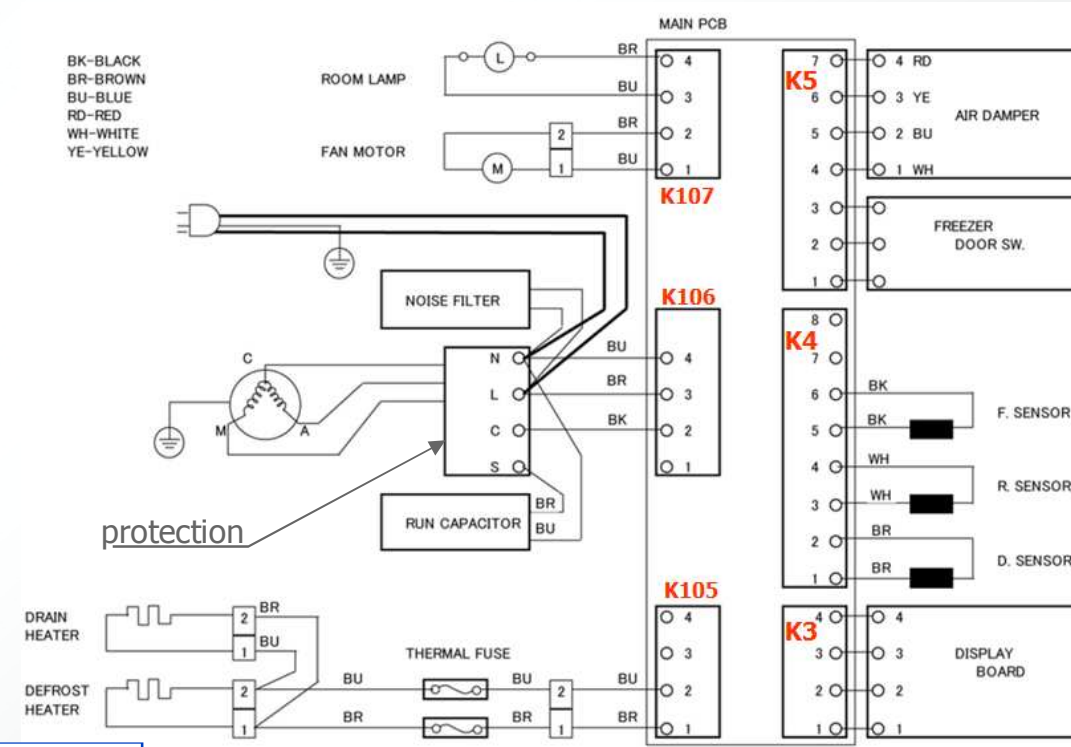 MAIN PCB
BK-BLACK
BR-BROWN
BU-BLUE
RD-RED
WH-WHITE
YE-YELLOW
ROOM LAMP
L
BR
BU
4
3
FAN MOTOR
M
2
1
BR
BU
2
1
K107
K5
7
6
5
4
3
2
1
4 RD
3 YE
2 BU
1 WH
AIR DAMPER
FREEZER
DOOR SW.
NOISE FILTER
K106
C
M
A
N
L
C
S
BU
BR
BK
4
3
2
1
K4
8
7
6
5
4
3
2
1
BK
BK
F. SENSOR
WH
WH
R. SENSOR
BR
BR
D. SENSOR
protection
RUN CAPACITOR
BR
BU
K105
4
3
2
1
K3
4
3
2
1
4
3
2
1
DISPLAY
BOARD
DRAIN
HEATER
2
1
BR
BU
DEFROST
HEATER
2
1
THERMAL FUSE
BU
BR
BU
BR
2
1
BU
BR